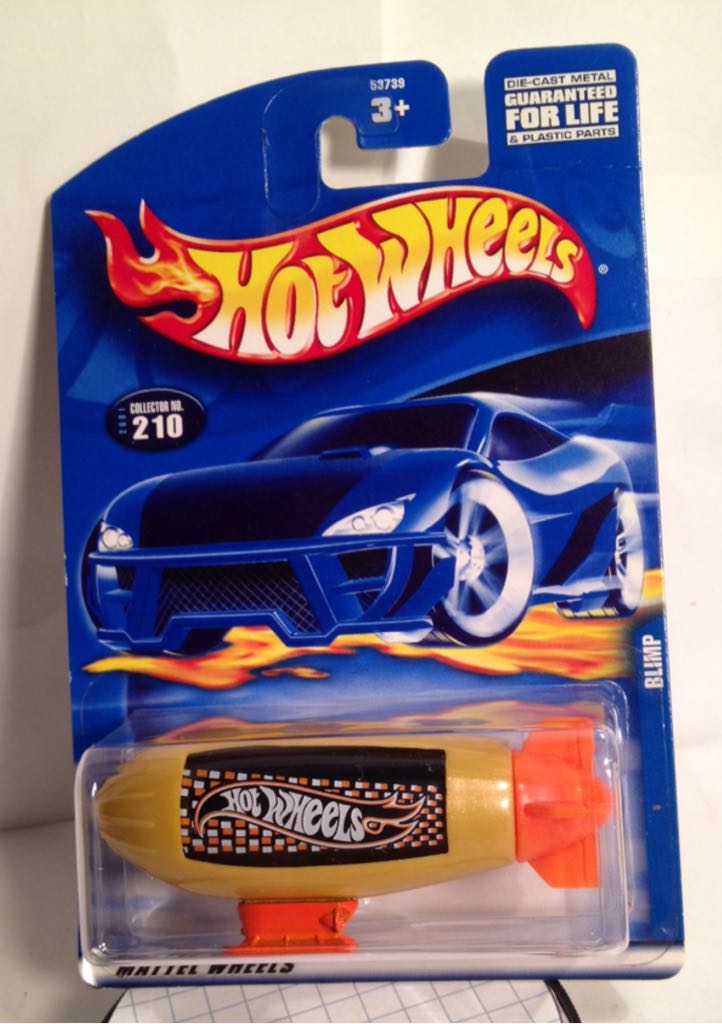 53739
3+
DIE-CAST METAL
GUARANTEED
FOR LIFE
& PLASTIC PARTS
HOT WHEELS®
2001
COLLECTOR NO.
210
BLIMP
HOT WHEELS
MATTEL WHEELS